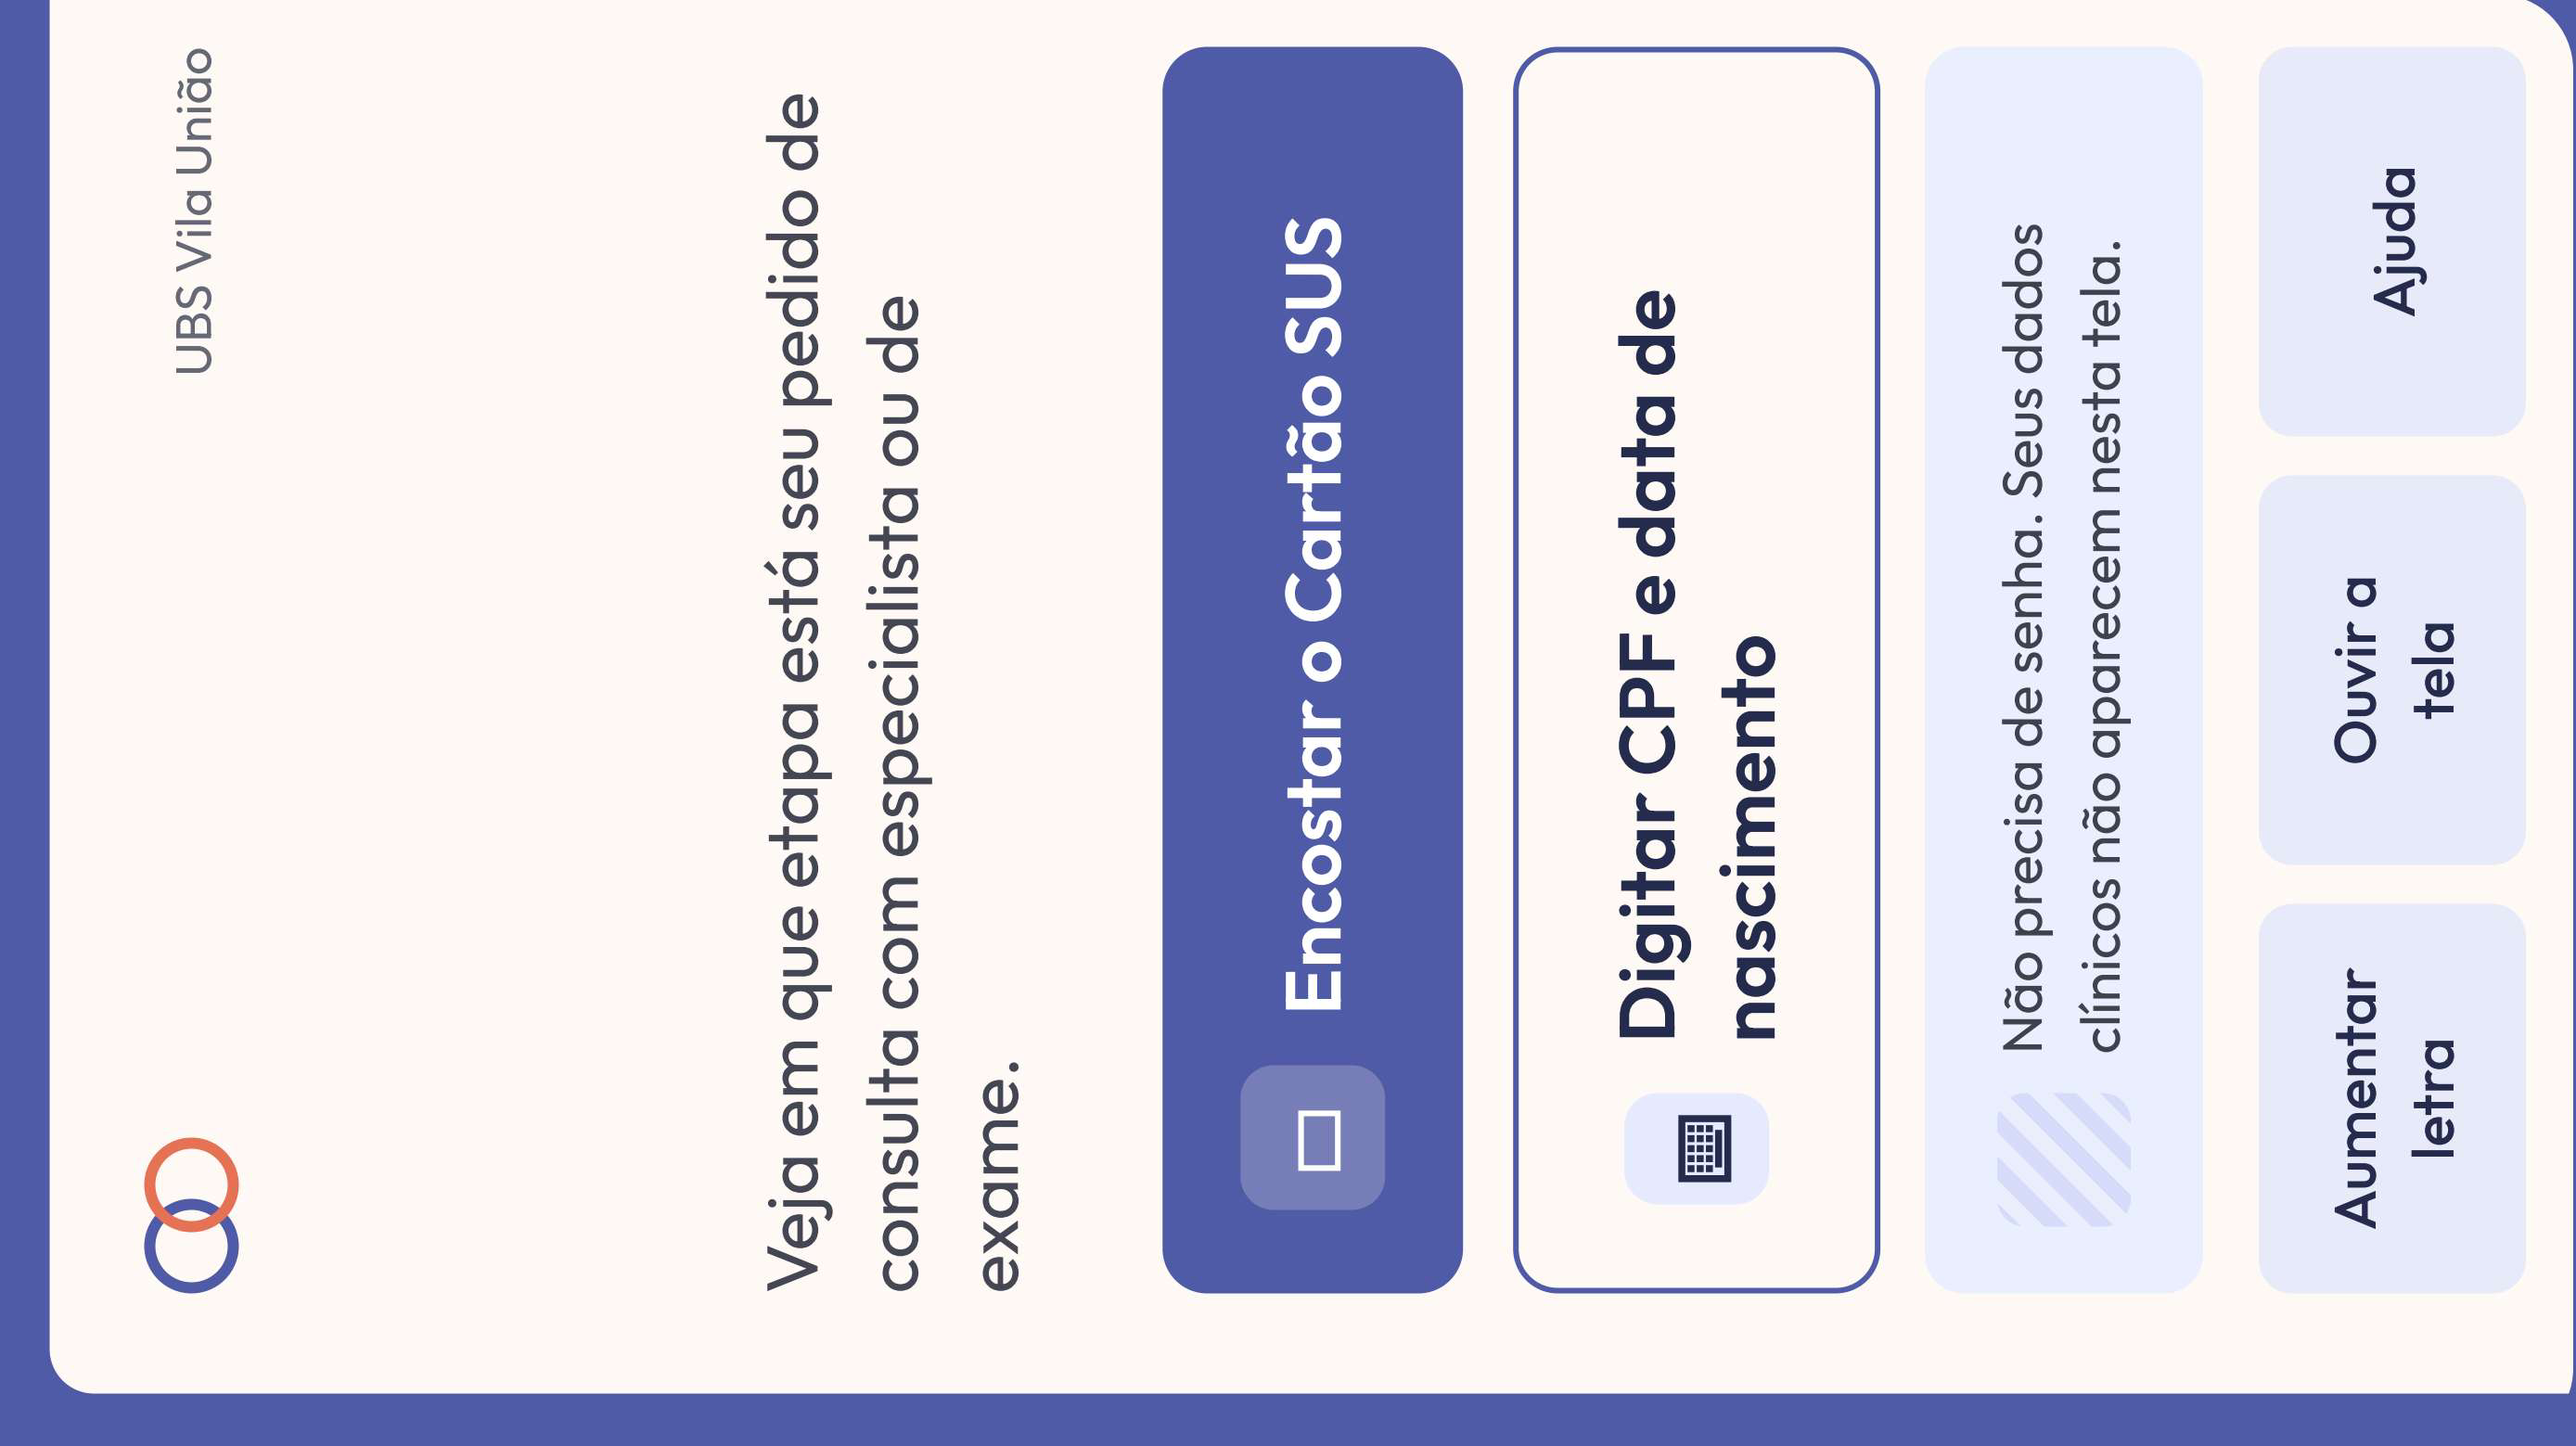 UBS Vila União
Veja em que etapa está seu pedido de
consulta com especialista ou de
exame.
Encostar o Cartão SUS
Digitar CPF e data de
nascimento
Não precisa de senha. Seus dados
clínicos não aparecem nesta tela.
Aumentar
letra
Ouvir a
tela
Ajuda